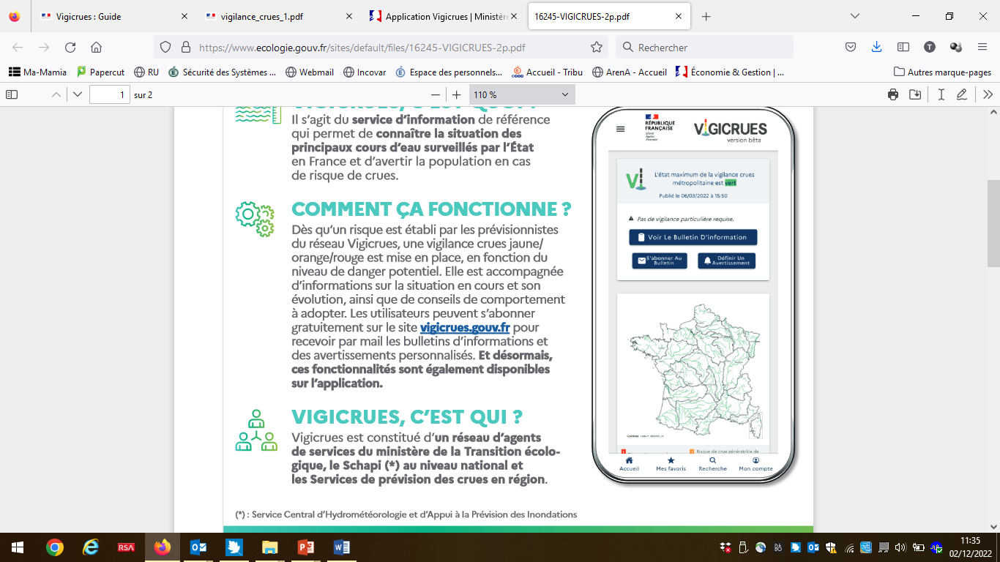 Vigicrues : Guide
vigilance_crues_1.pdf
Application Vigicrues | Ministère
16245-VIGICRUES-2p.pdf
https://www.ecologie.gouv.fr/sites/default/files/16245-VIGICRUES-2p.pdf
Rechercher
Ma-Mamia
Papercut
RU
Sécurité des Systèmes ...
Webmail
Incovar
Espace des personnels...
Accueil - Tribu
ArenA - Accueil
Économie & Gestion | ...
Autres marque-pages
1 sur 2
110 %
VIGICRUES, C'EST QUOI ?
Il s'agit du service d'information de référence
qui permet de connaître la situation des
principaux cours d'eau surveillés par l'État
en France et d'avertir la population en cas
de risque de crues.
COMMENT ÇA FONCTIONNE ?
Dès qu'un risque est établi par les prévisionnistes
du réseau Vigicrues, une vigilance crues jaune/
orange/rouge est mise en place, en fonction du
niveau de danger potentiel. Elle est accompagnée
d'informations sur la situation en cours et son
évolution, ainsi que de conseils de comportement
à adopter. Les utilisateurs peuvent s'abonner
gratuitement sur le site vigicrues.gouv.fr pour
recevoir par mail les bulletins d'informations et
des avertissements personnalisés. Et désormais,
ces fonctionnalités sont également disponibles
sur l'application.
VIGICRUES, C'EST QUI ?
Vigicrues est constitué d'un réseau d'agents
de services du ministère de la Transition écolo-
gique, le Schapi (*) au niveau national et
les Services de prévision des crues en région.
(*) : Service Central d'Hydrométéorologie et d'Appui à la Prévision des Inondations
RÉPUBLIQUE
FRANÇAISE
Liberté
Égalité
Fraternité
VIGICRUES
version bêta
L'état maximum de la vigilance crues
métropolitaine est vert
Publié le 06/03/2022 à 15:50
Pas de vigilance particulière requise.
Voir Le Bulletin D'information
S'abonner Au
Bulletin
Définir Un
Avertissement
Risque de crue génératrice de
Accueil
Mes favoris
Recherche
Mon compte
RSA
11:35
02/12/2022